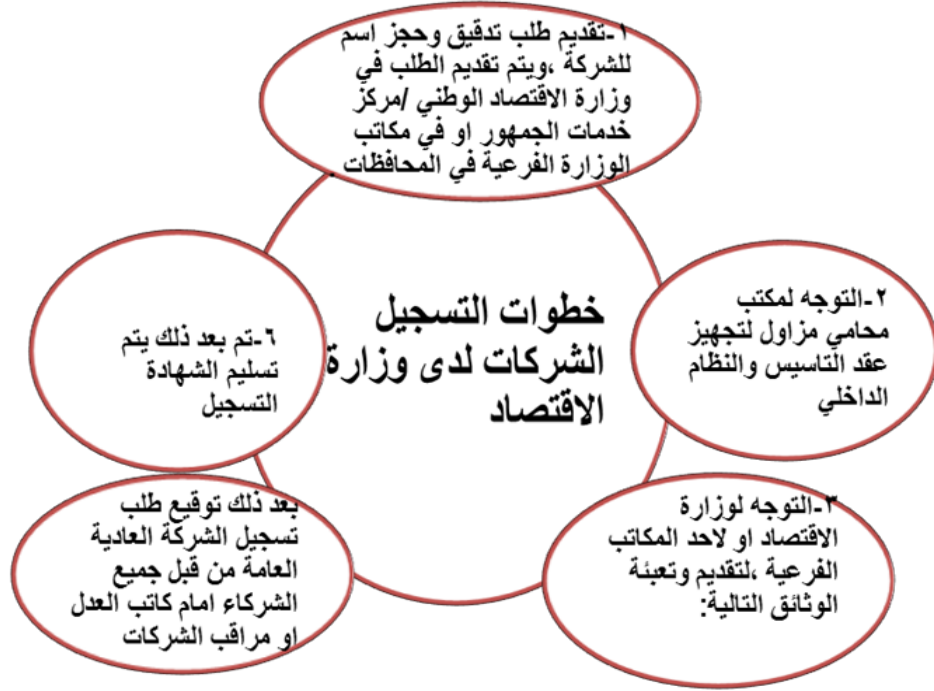 ١-تقديم طلب تدقيق وحجز اسم
للشركة ،ويتم تقديم الطلب في
وزارة الاقتصاد الوطني /مركز
خدمات الجمهور او في مكاتب
الوزارة الفرعية في المحافظات .
خطوات التسجيل
الشركات لدى وزارة
الاقتصاد
٢-التوجه لمكتب
محامي مزاول لتجهيز
عقد التاسيس والنظام
الداخلي
٣-التوجه لوزارة
الاقتصاد او لاحد المكاتب
الفرعية ،لتقديم وتعبئة
الوثائق التالية:
بعد ذلك توقيع طلب
تسجيل الشركة العادية
العامة من قبل جميع
الشركاء امام كاتب العدل
او مراقب الشركات
٦-تم بعد ذلك يتم
تسليم الشهادة
التسجيل